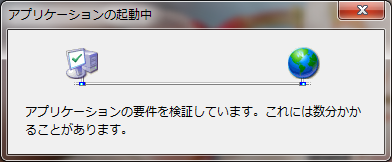 アプリケーションの起動中
アプリケーションの要件を検証しています。これには数分かか
ることがあります。